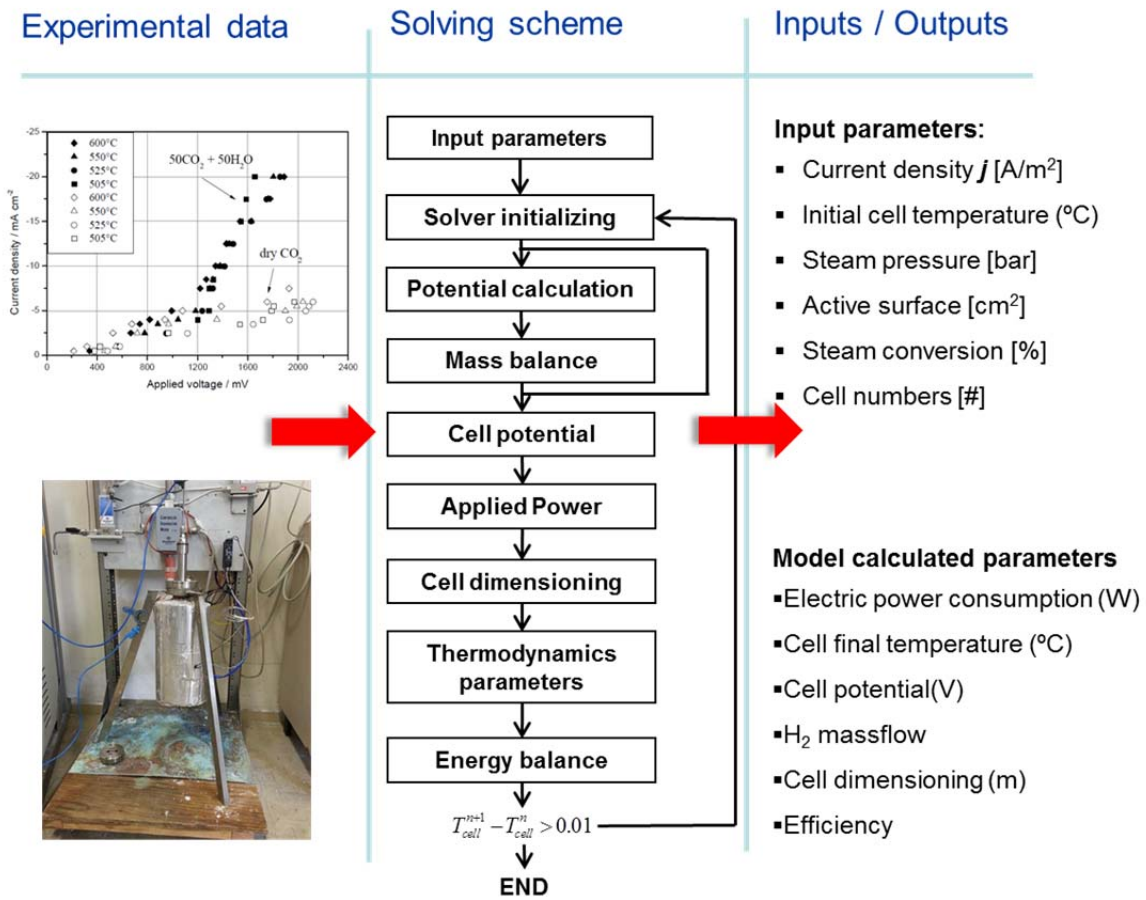 Experimental data
Solving scheme
Inputs / Outputs
-25
-20
-15
-10
-5
0
Current density / mA cm⁻²
600°C
550°C
525°C
505°C
600°C
550°C
525°C
505°C
50CO₂ + 50H₂O
dry CO₂
0
400
800
1200
1600
2000
2400
Applied voltage / mV
Input parameters
Solver initializing
Potential calculation
Mass balance
Cell potential
Applied Power
Cell dimensioning
Thermodynamics
parameters
Energy balance
T_{cell}^{n+1} - T_{cell}^{n} > 0.01
END
Input parameters:
▪ Current density j [A/m²]
▪ Initial cell temperature (ºC)
▪ Steam pressure [bar]
▪ Active surface [cm²]
▪ Steam conversion [%]
▪ Cell numbers [#]
Model calculated parameters
▪Electric power consumption (W)
▪Cell final temperature (ºC)
▪Cell potential(V)
▪H₂ massflow
▪Cell dimensioning (m)
▪Efficiency